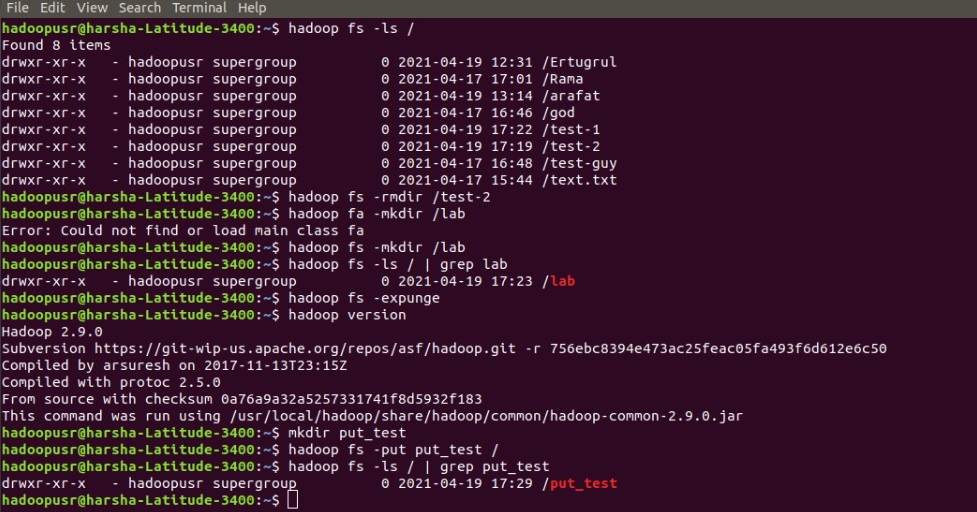 File Edit View Search Terminal Help
hadoopusr@harsha-Latitude-3400:~$ hadoop fs -ls /
Found 8 items
drwxr-xr-x   - hadoopusr supergroup          0 2021-04-19 12:31 /Ertugrul
drwxr-xr-x   - hadoopusr supergroup          0 2021-04-17 17:01 /Rama
drwxr-xr-x   - hadoopusr supergroup          0 2021-04-19 13:14 /arafat
drwxr-xr-x   - hadoopusr supergroup          0 2021-04-17 16:46 /god
drwxr-xr-x   - hadoopusr supergroup          0 2021-04-19 17:22 /test-1
drwxr-xr-x   - hadoopusr supergroup          0 2021-04-19 17:19 /test-2
drwxr-xr-x   - hadoopusr supergroup          0 2021-04-17 16:48 /test-guy
drwxr-xr-x   - hadoopusr supergroup          0 2021-04-17 15:44 /text.txt
hadoopusr@harsha-Latitude-3400:~$ hadoop fs -rmdir /test-2
hadoopusr@harsha-Latitude-3400:~$ hadoop fa -mkdir /lab
Error: Could not find or load main class fa
hadoopusr@harsha-Latitude-3400:~$ hadoop fs -mkdir /lab
hadoopusr@harsha-Latitude-3400:~$ hadoop fs -ls / | grep lab
drwxr-xr-x   - hadoopusr supergroup          0 2021-04-19 17:23 /lab
hadoopusr@harsha-Latitude-3400:~$ hadoop fs -expunge
hadoopusr@harsha-Latitude-3400:~$ hadoop version
Hadoop 2.9.0
Subversion https://git-wip-us.apache.org/repos/asf/hadoop.git -r 756ebc8394e473ac25feac05fa493f6d612e6c50
Compiled by arsuresh on 2017-11-13T23:15Z
Compiled with protoc 2.5.0
From source with checksum 0a76a9a32a5257331741f8d5932f183
This command was run using /usr/local/hadoop/share/hadoop/common/hadoop-common-2.9.0.jar
hadoopusr@harsha-Latitude-3400:~$ mkdir put_test
hadoopusr@harsha-Latitude-3400:~$ hadoop fs -put put_test /
hadoopusr@harsha-Latitude-3400:~$ hadoop fs -ls / | grep put_test
drwxr-xr-x   - hadoopusr supergroup          0 2021-04-19 17:29 /put_test
hadoopusr@harsha-Latitude-3400:~$